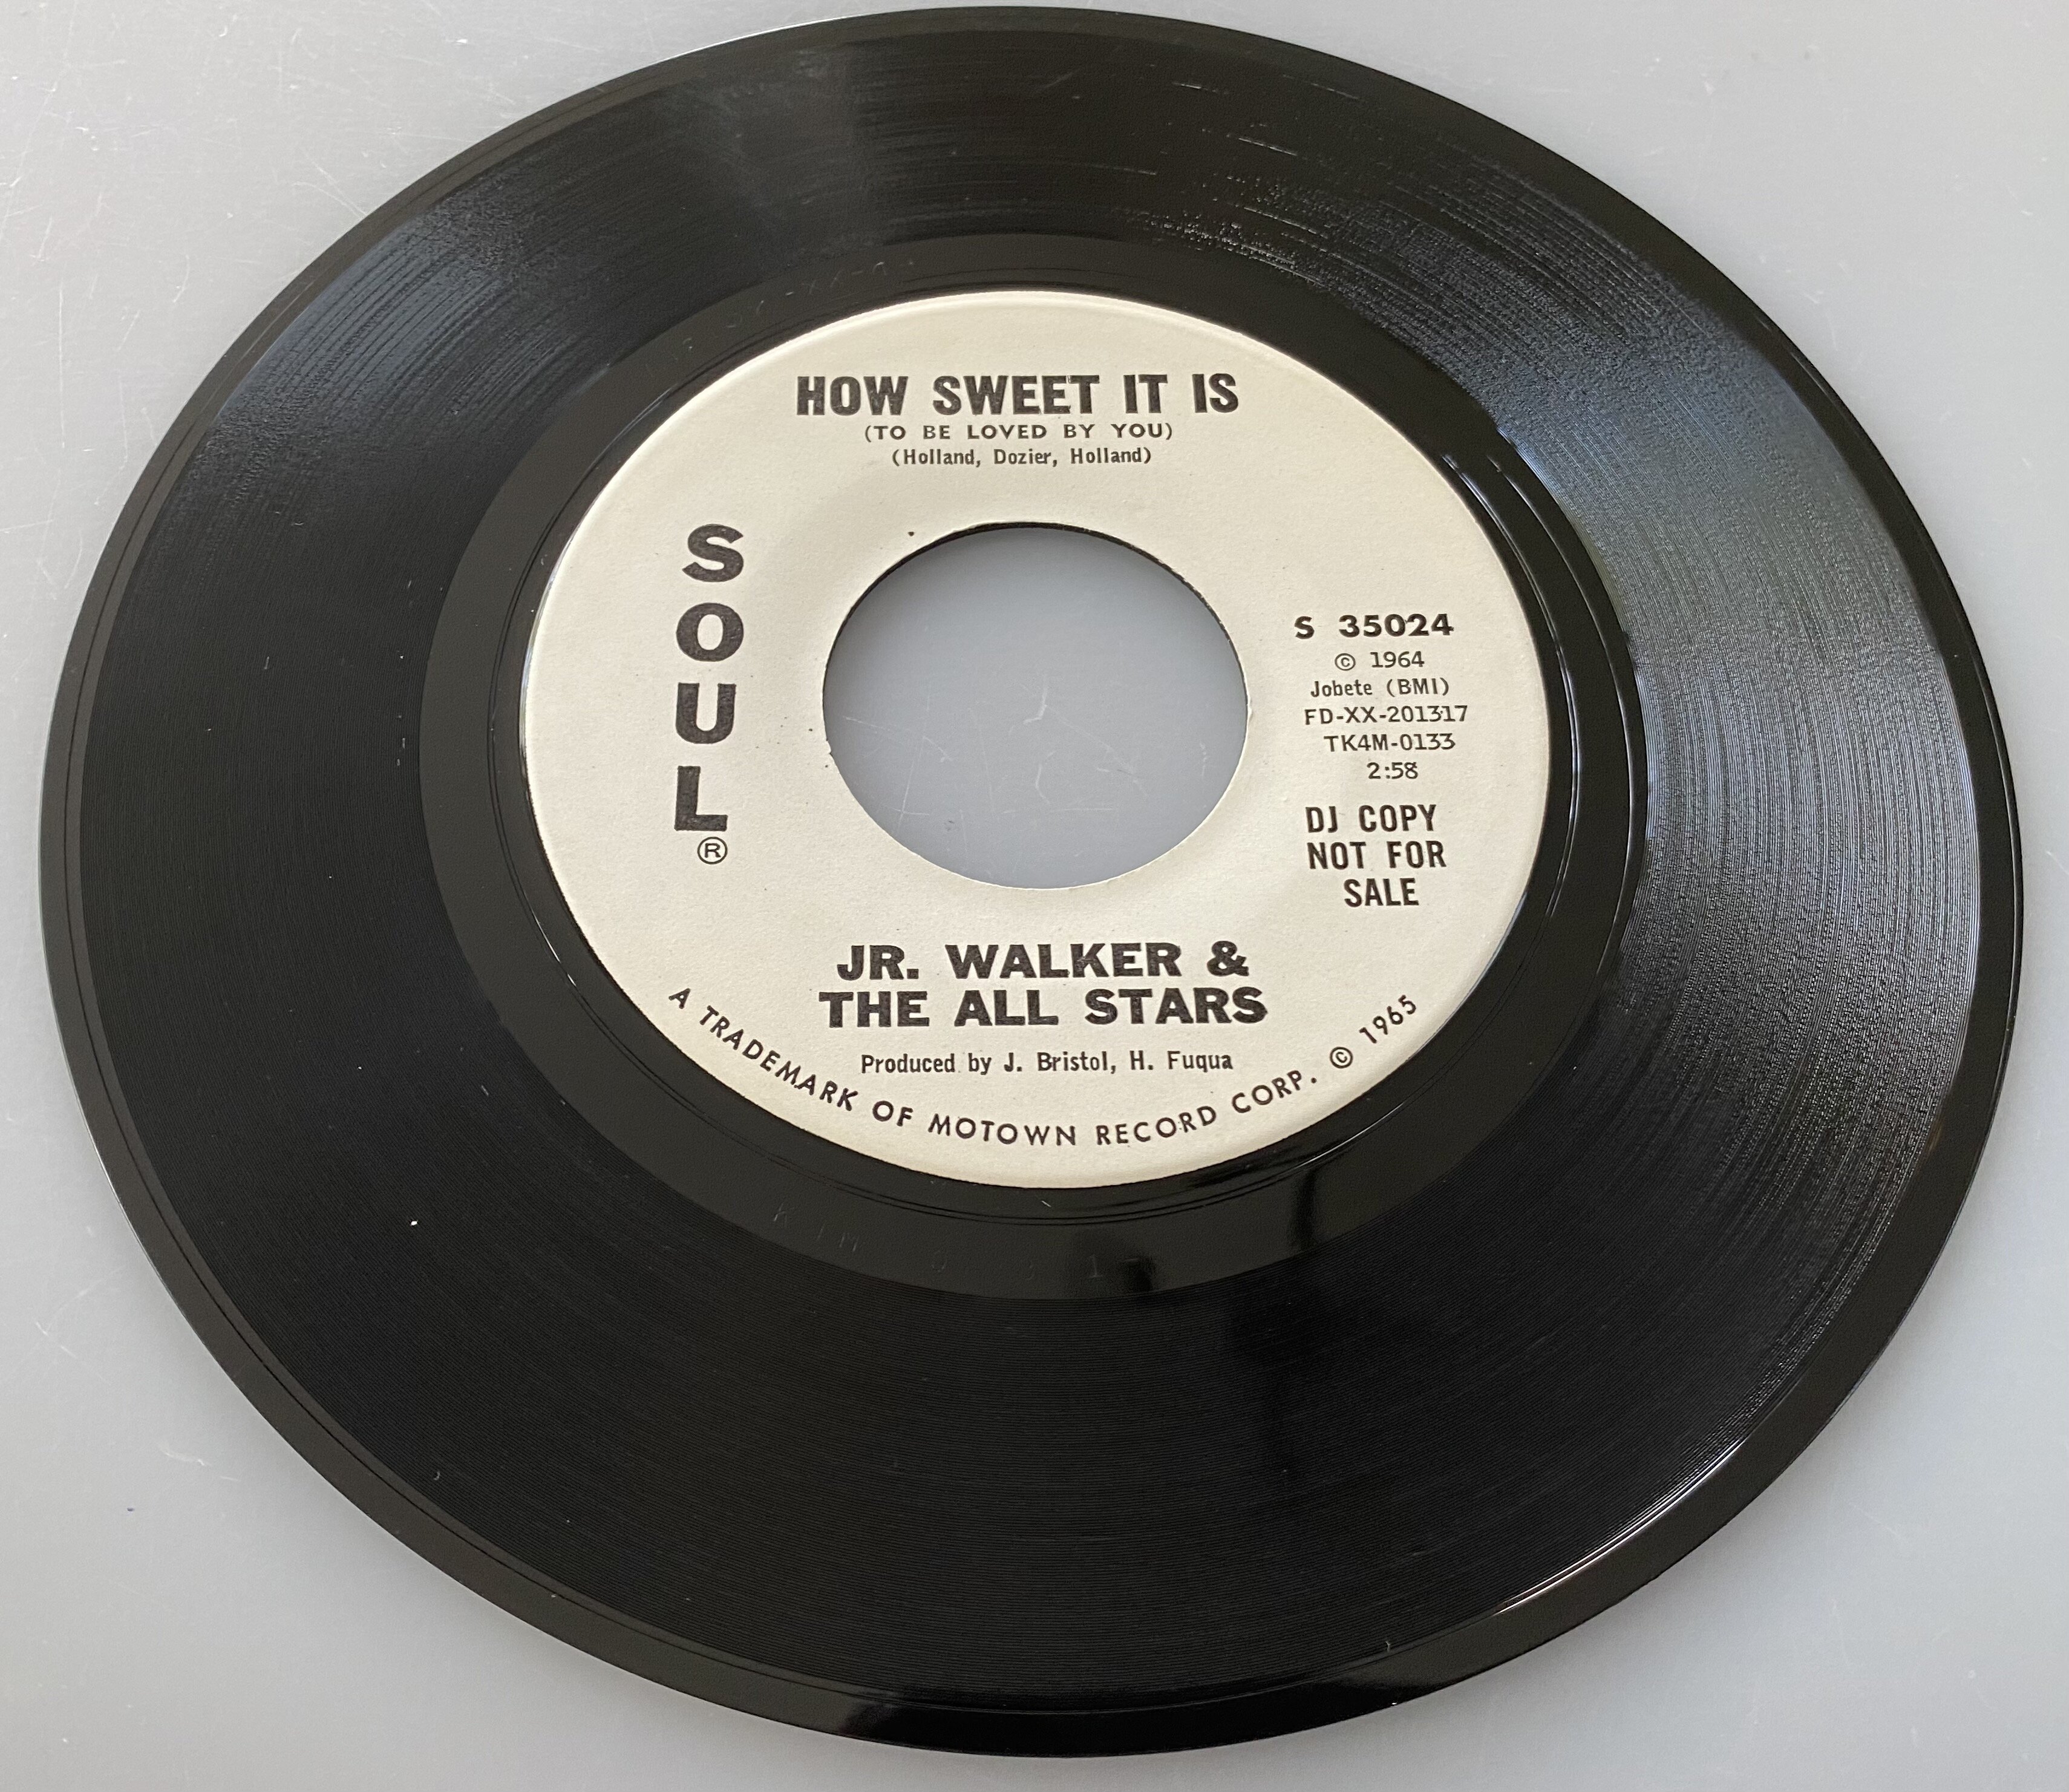 HOW SWEET IT IS
(TO BE LOVED BY YOU)
(Holland, Dozier, Holland)
SOUL®
S 35024
© 1964
Jobete (BMI)
FD-XX-201317
TK4M-0133
2:58
DJ COPY
NOT FOR
SALE
JR. WALKER &
THE ALL STARS
Produced by J. Bristol, H. Fuqua
A TRADEMARK OF MOTOWN RECORD CORP. © 1965